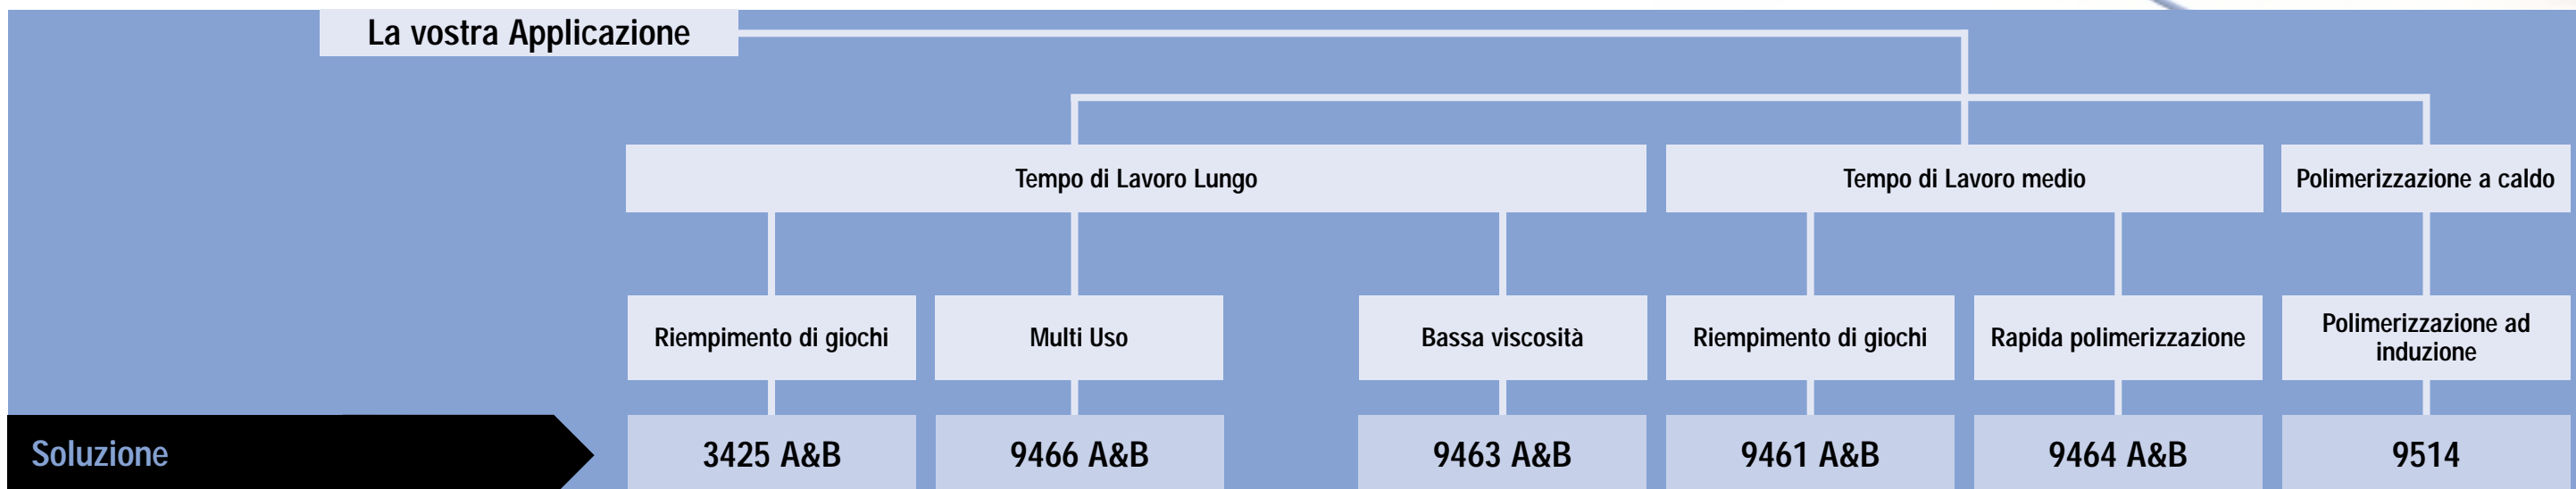 La vostra Applicazione
Tempo di Lavoro Lungo
Tempo di Lavoro medio
Polimerizzazione a caldo
Riempimento di giochi
Multi Uso
Bassa viscosità
Riempimento di giochi
Rapida polimerizzazione
Polimerizzazione ad
induzione
Soluzione
3425 A&B
9466 A&B
9463 A&B
9461 A&B
9464 A&B
9514